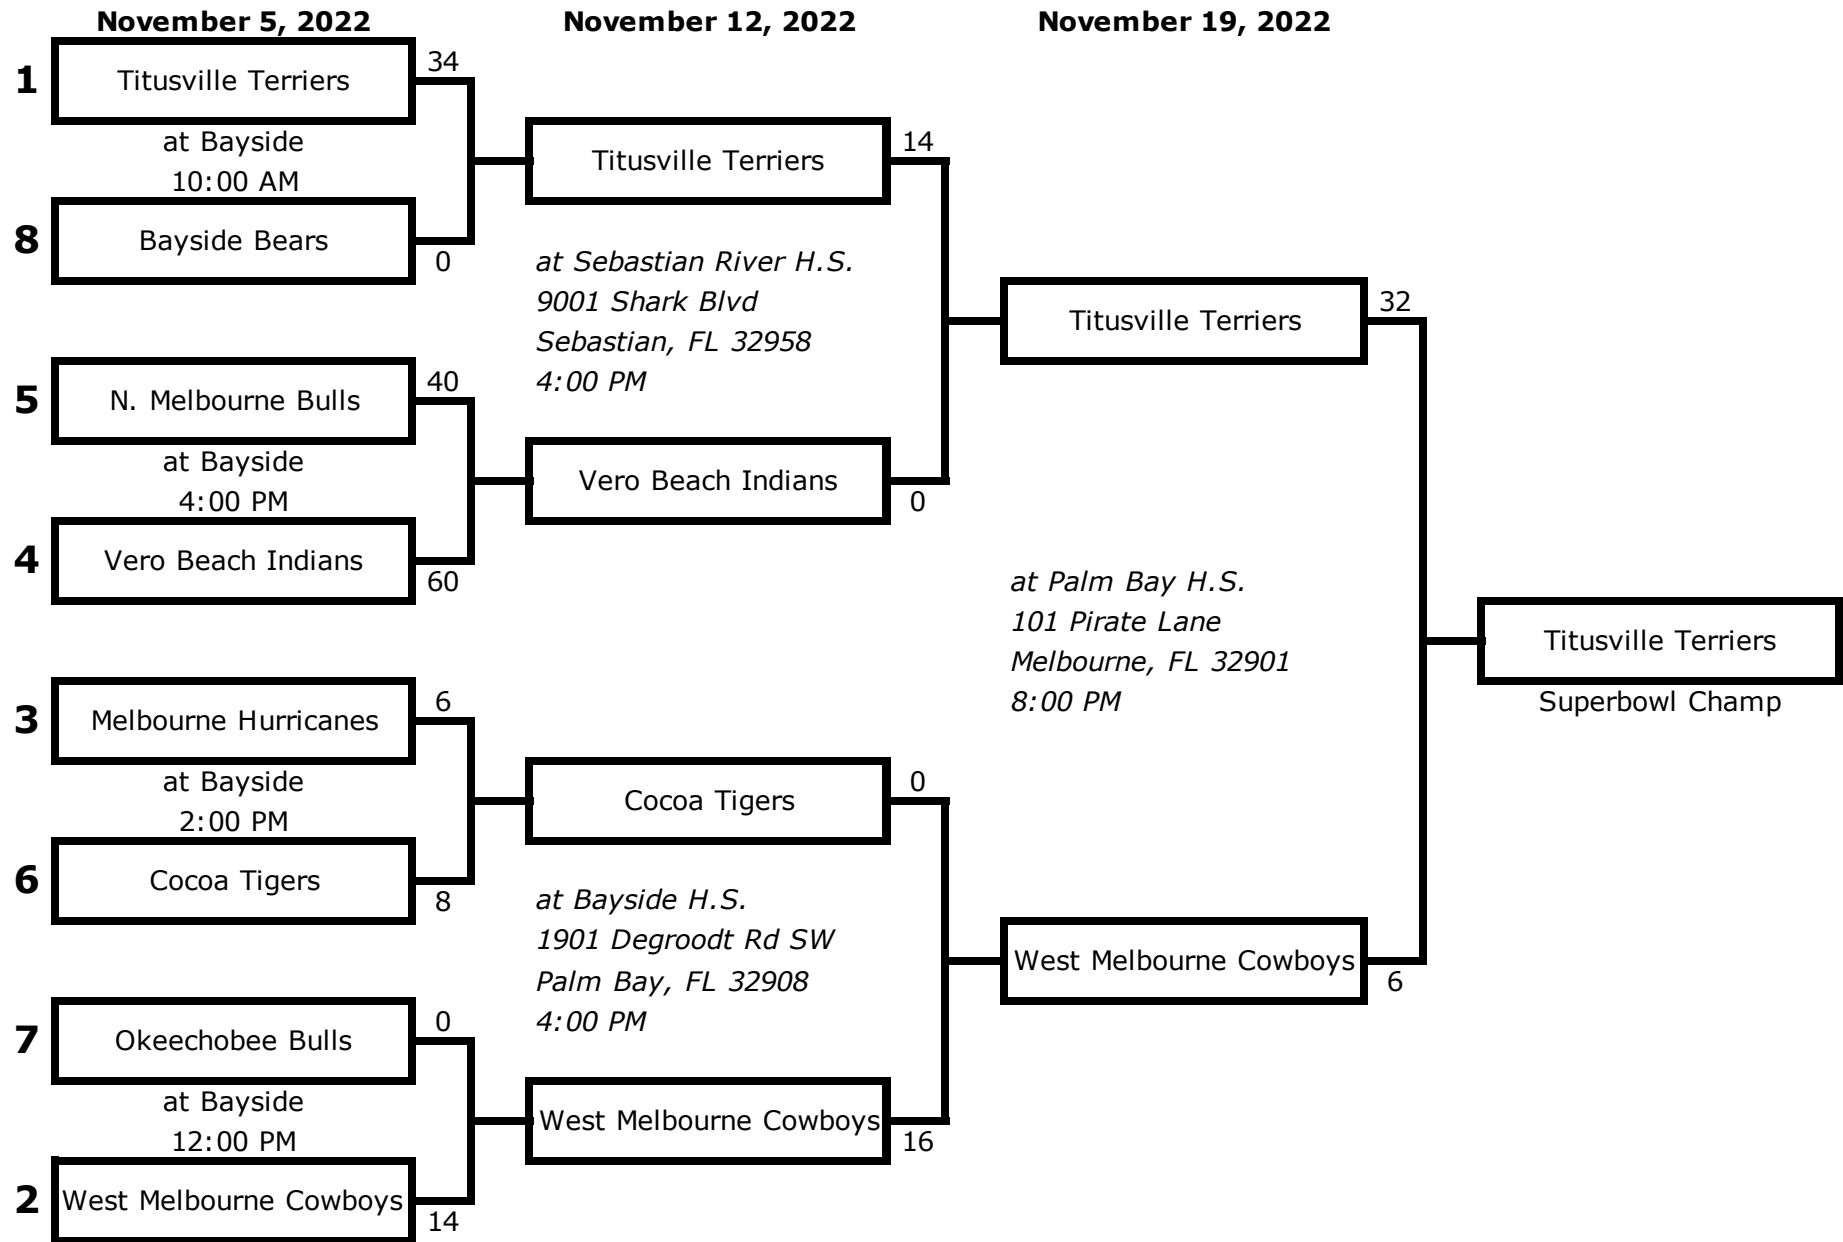 November 5, 2022
November 12, 2022
November 19, 2022
1
Titusville Terriers
34
at Bayside
10:00 AM
8
Bayside Bears
0
5
N. Melbourne Bulls
40
at Bayside
4:00 PM
4
Vero Beach Indians
60
3
Melbourne Hurricanes
6
at Bayside
2:00 PM
6
Cocoa Tigers
8
7
Okeechobee Bulls
0
at Bayside
12:00 PM
2
West Melbourne Cowboys
14
Titusville Terriers
14
at Sebastian River H.S.
9001 Shark Blvd
Sebastian, FL 32958
4:00 PM
Vero Beach Indians
0
Cocoa Tigers
0
at Bayside H.S.
1901 Degroodt Rd SW
Palm Bay, FL 32908
4:00 PM
West Melbourne Cowboys
16
Titusville Terriers
32
at Palm Bay H.S.
101 Pirate Lane
Melbourne, FL 32901
8:00 PM
West Melbourne Cowboys
6
Titusville Terriers
Superbowl Champ